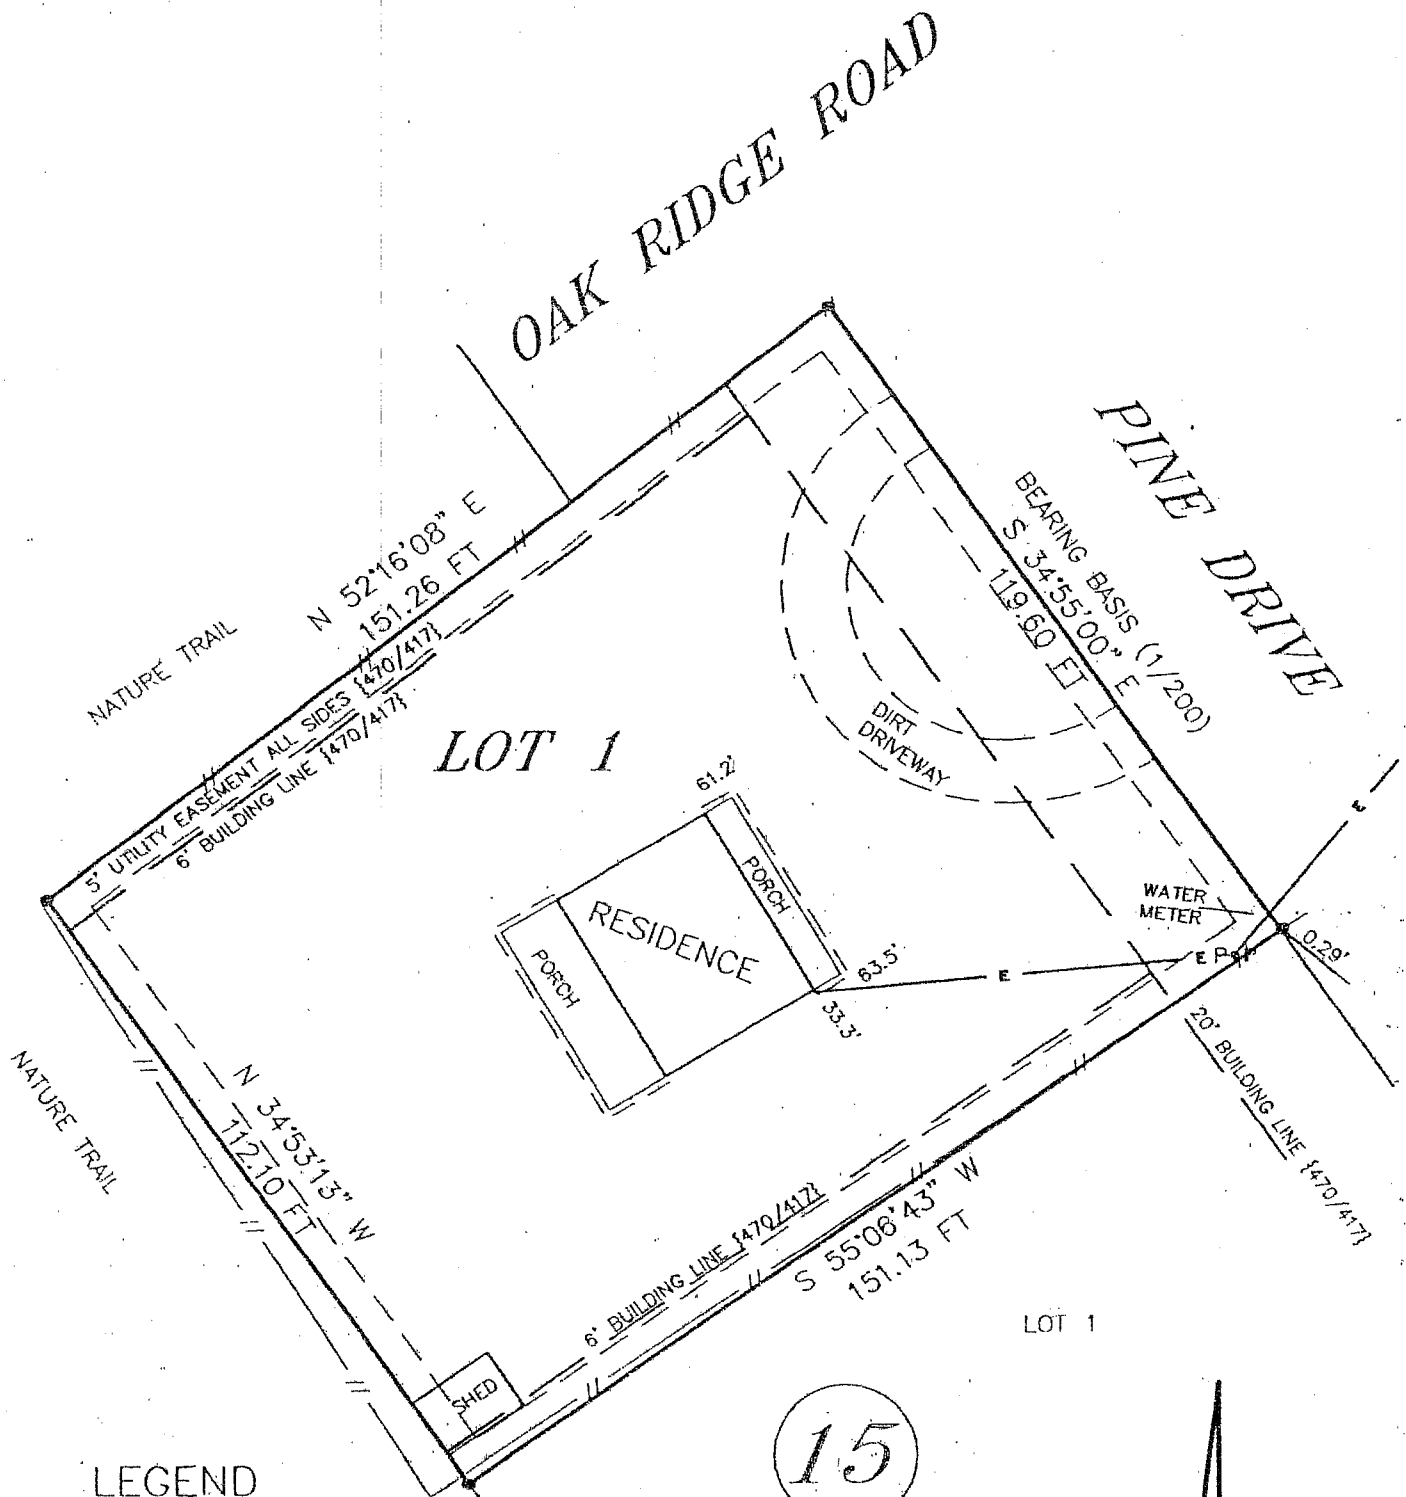 OAK RIDGE ROAD
PINE DRIVE
N 52°16'08" E
151.26 FT
NATURE TRAIL
BEARING BASIS (1/200)
S 34°55'00" E
119.60 FT
5' UTILITY EASEMENT ALL SIDES {470/417}
6' BUILDING LINE {470/417}
LOT 1
DIRT
DRIVEWAY
61.2'
PORCH
RESIDENCE
PORCH
63.5'
33.3'
WATER
METER
E
E
E
P
0.29'
20' BUILDING LINE {470/417}
NATURE TRAIL
N 34°53'13" W
112.10 FT
6' BUILDING LINE {470/417}
S 55°06'43" W
151.13 FT
LOT 1
SHED
15
LEGEND